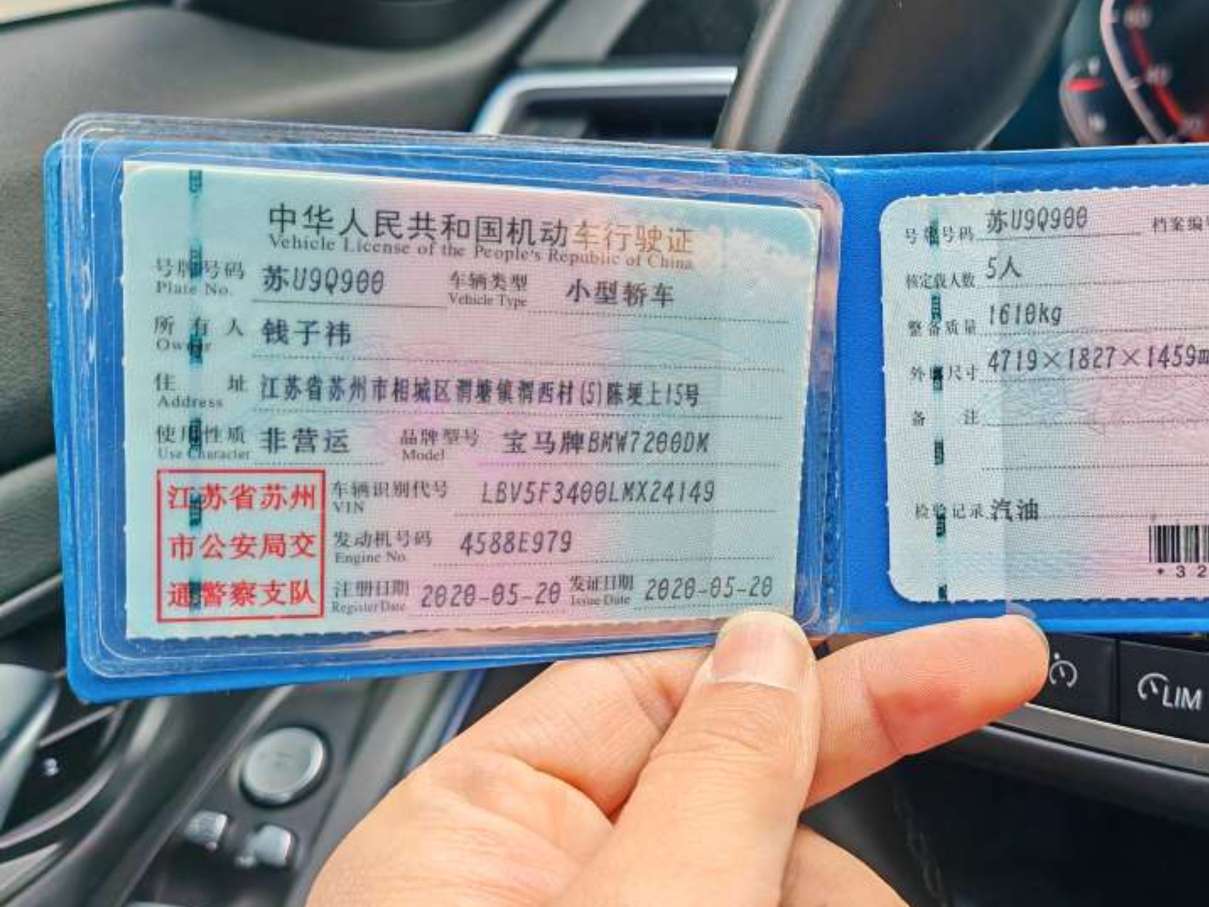 中华人民共和国机动车行驶证
Vehicle License of the People's Republic of China
号牌号码 苏U9Q900 车辆类型 小型轿车
Plate No. Vehicle Type
所有人 钱子祎
Owner
住址 江苏省苏州市相城区渭塘镇渭西村(5)陈埂上15号
Address
使用性质 非营运 品牌型号 宝马牌BMW7200DM
Use Character Model
江苏省苏州
市公安局交
通警察支队
车辆识别代号 LBV5F3400LMX24149
VIN
发动机号码 4588E979
Engine No.
注册日期 2020-05-20 发证日期 2020-05-20
Register Date Issue Date
号牌号码 苏U9Q900 档案编号
核定载人数 5人
整备质量 1610kg
外廓尺寸 4719×1827×1459m
备注
检验记录 汽油
LIM